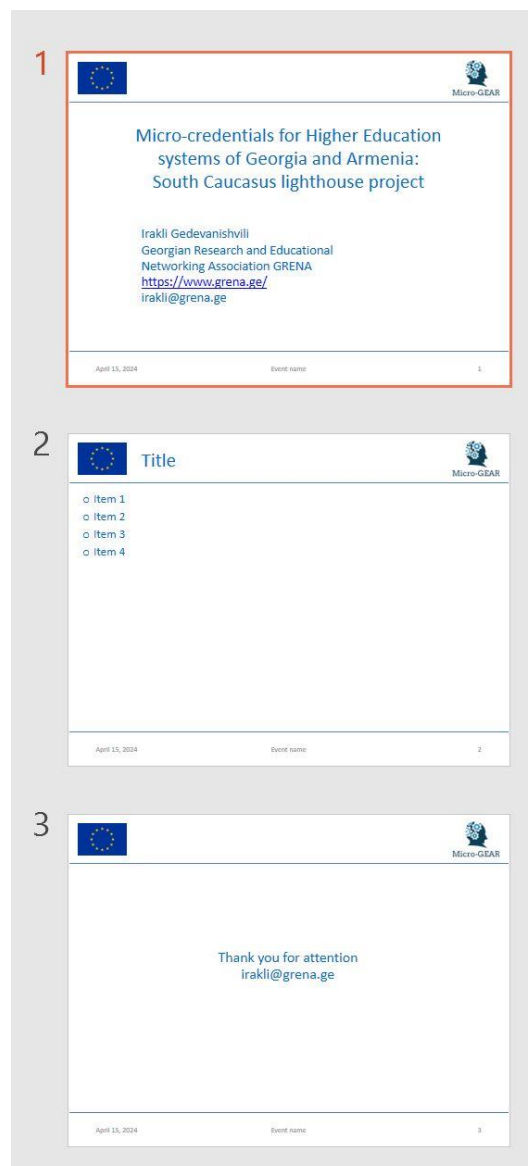 1
Micro-GEAR
Micro-credentials for Higher Education
systems of Georgia and Armenia:
South Caucasus lighthouse project
Irakli Gedevanishvili
Georgian Research and Educational
Networking Association GRENA
https://www.grena.ge/
irakli@grena.ge
April 15, 2024 Event name 1
2
Title
Micro-GEAR
o Item 1
o Item 2
o Item 3
o Item 4
April 15, 2024 Event name 2
3
Micro-GEAR
Thank you for attention
irakli@grena.ge
April 15, 2024 Event name 3